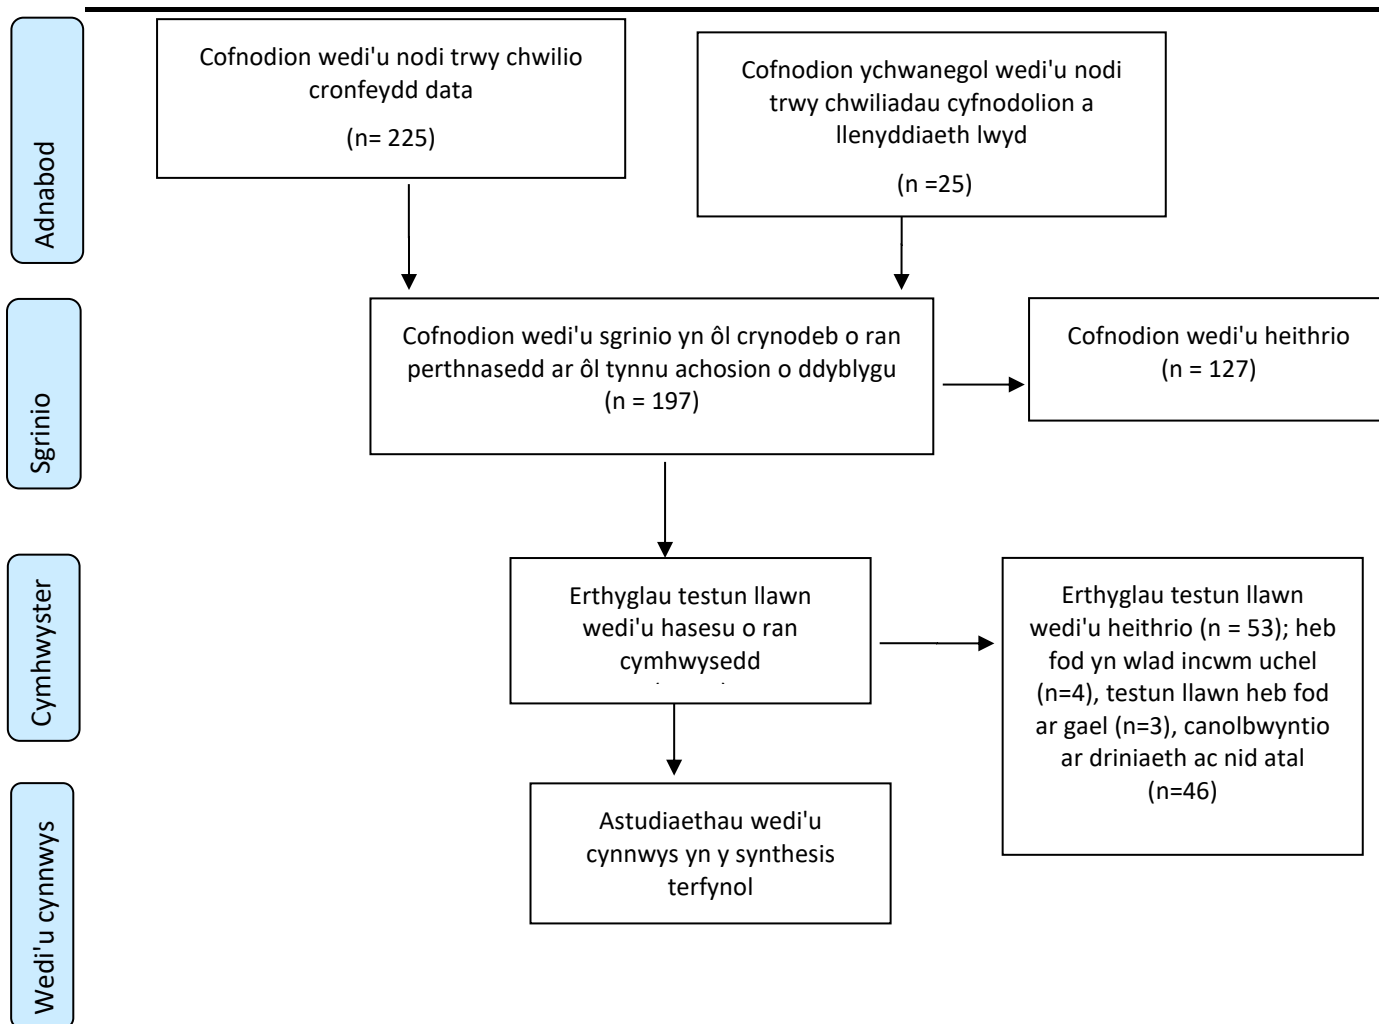 Adnabod
Cofnodion wedi'u nodi trwy chwilio
cronfeydd data
(n= 225)
Cofnodion ychwanegol wedi'u nodi
trwy chwiliadau cyfnodolion a
llenyddiaeth lwyd
(n =25)
Sgrinio
Cofnodion wedi'u sgrinio yn ôl crynodeb o ran
perthnasedd ar ôl tynnu achosion o ddyblygu
(n = 197)
Cofnodion wedi'u heithrio
(n = 127)
Cymhwyster
Erthyglau testun llawn
wedi'u hasesu o ran
cymhwysedd
Erthyglau testun llawn
wedi'u heithrio (n = 53); heb
fod yn wlad incwm uchel
(n=4), testun llawn heb fod
ar gael (n=3), canolbwyntio
ar driniaeth ac nid atal
(n=46)
Wedi'u cynnwys
Astudiaethau wedi'u
cynnwys yn y synthesis
terfynol